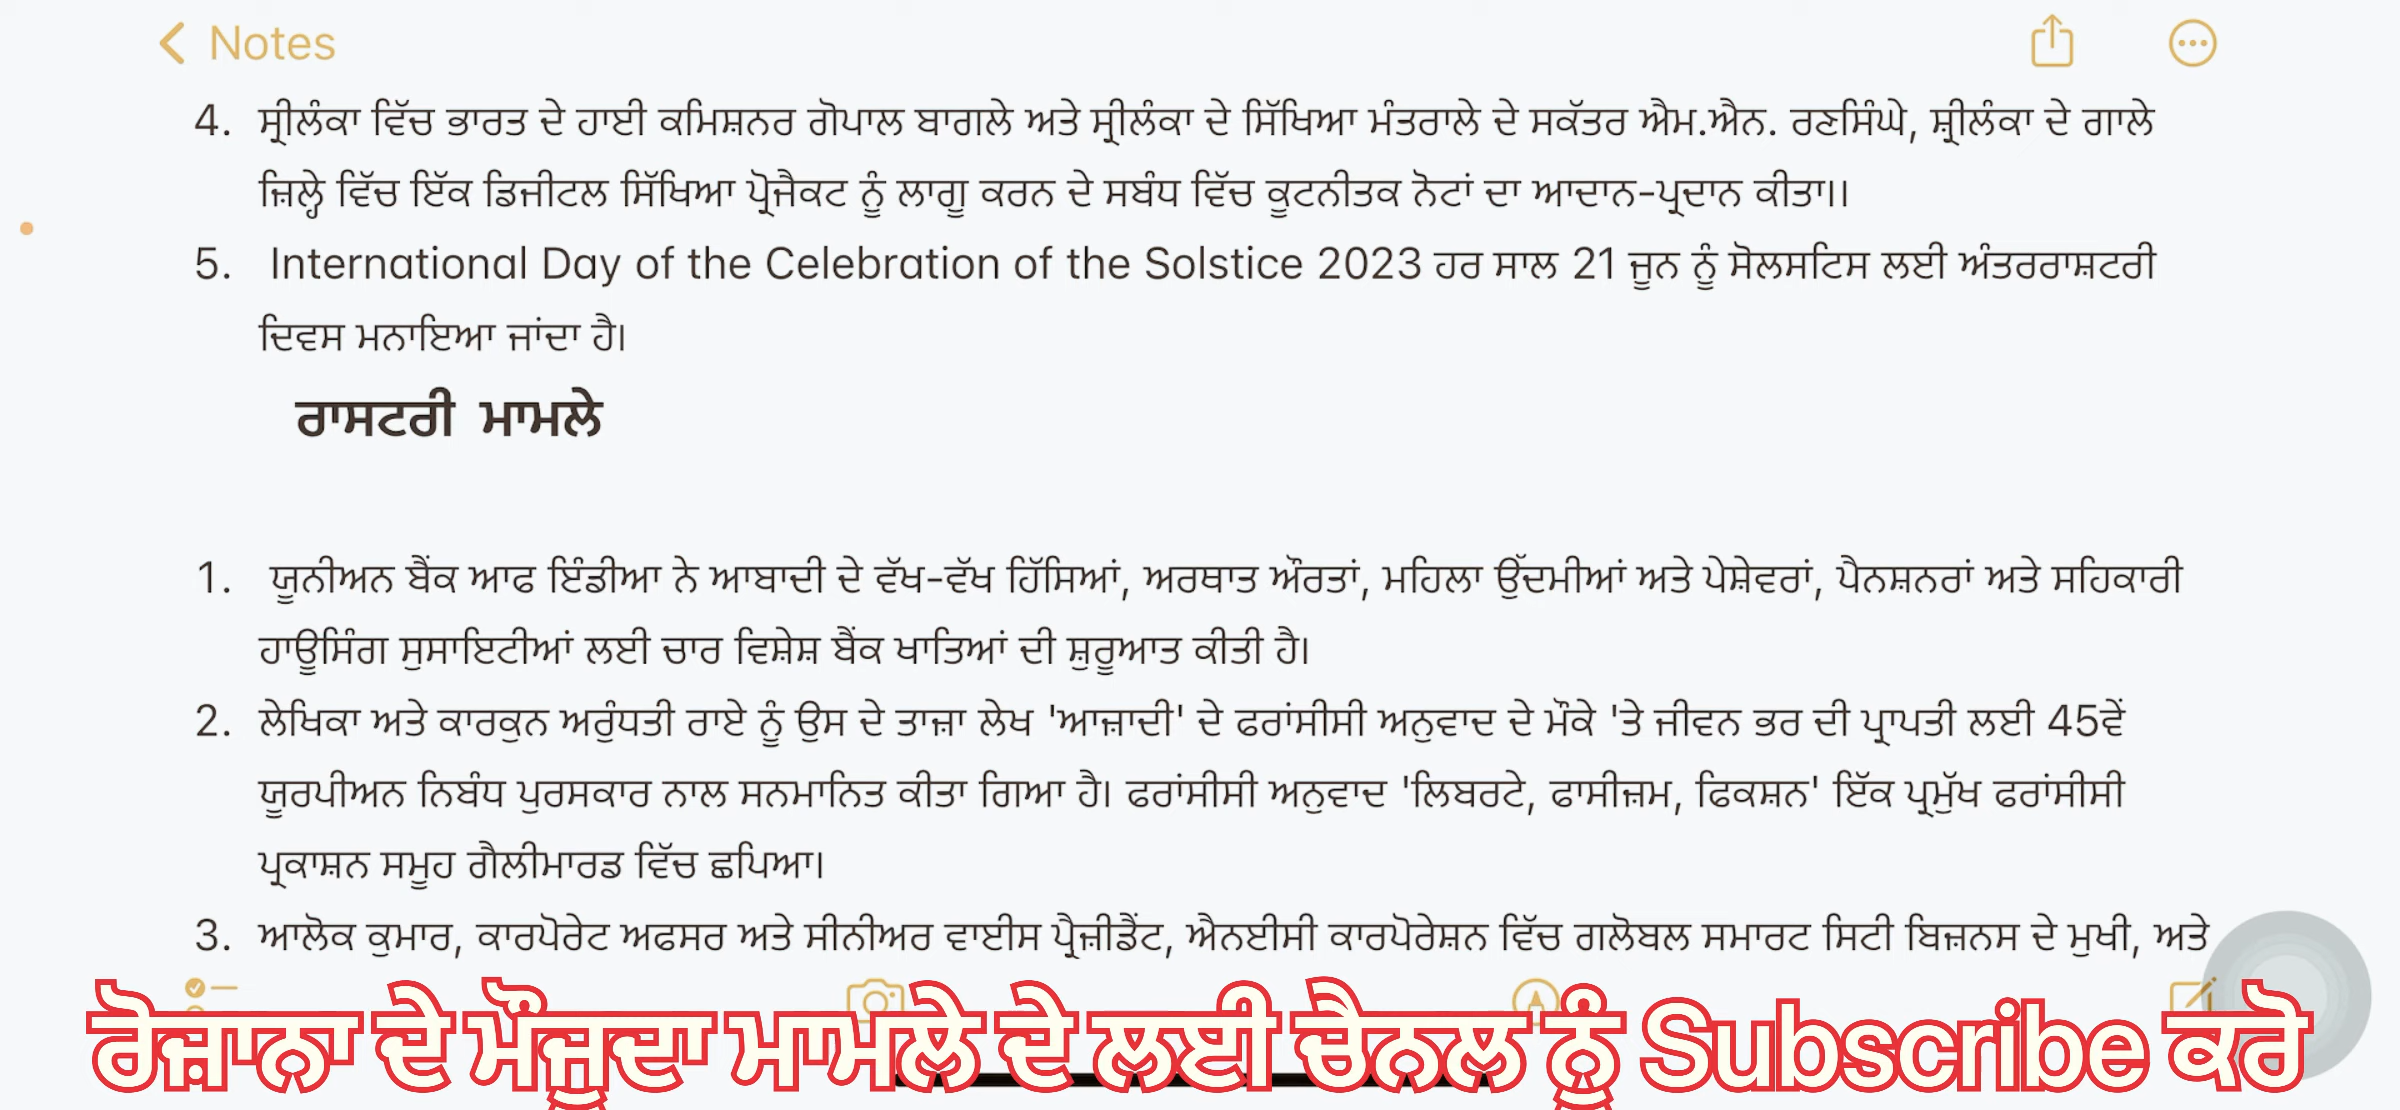 Notes
4. ਸ੍ਰੀਲੰਕਾ ਵਿੱਚ ਭਾਰਤ ਦੇ ਹਾਈ ਕਮਿਸ਼ਨਰ ਗੋਪਾਲ ਬਾਗਲੇ ਅਤੇ ਸ੍ਰੀਲੰਕਾ ਦੇ ਸਿੱਖਿਆ ਮੰਤਰਾਲੇ ਦੇ ਸਕੱਤਰ ਐਮ.ਐਨ. ਰਣਸਿੰਘੇ, ਸ਼੍ਰੀਲੰਕਾ ਦੇ ਗਾਲੇ
ਜ਼ਿਲ੍ਹੇ ਵਿੱਚ ਇੱਕ ਡਿਜੀਟਲ ਸਿੱਖਿਆ ਪ੍ਰੋਜੈਕਟ ਨੂੰ ਲਾਗੂ ਕਰਨ ਦੇ ਸਬੰਧ ਵਿੱਚ ਕੂਟਨੀਤਕ ਨੋਟਾਂ ਦਾ ਆਦਾਨ-ਪ੍ਰਦਾਨ ਕੀਤਾ।।
5. International Day of the Celebration of the Solstice 2023 ਹਰ ਸਾਲ 21 ਜੂਨ ਨੂੰ ਸੋਲਸਟਿਸ ਲਈ ਅੰਤਰਰਾਸ਼ਟਰੀ
ਦਿਵਸ ਮਨਾਇਆ ਜਾਂਦਾ ਹੈ।
ਰਾਸਟਰੀ ਮਾਮਲੇ
1. ਯੂਨੀਅਨ ਬੈਂਕ ਆਫ ਇੰਡੀਆ ਨੇ ਆਬਾਦੀ ਦੇ ਵੱਖ-ਵੱਖ ਹਿੱਸਿਆਂ, ਅਰਥਾਤ ਔਰਤਾਂ, ਮਹਿਲਾ ਉੱਦਮੀਆਂ ਅਤੇ ਪੇਸ਼ੇਵਰਾਂ, ਪੈਨਸ਼ਨਰਾਂ ਅਤੇ ਸਹਿਕਾਰੀ
ਹਾਊਸਿੰਗ ਸੁਸਾਇਟੀਆਂ ਲਈ ਚਾਰ ਵਿਸ਼ੇਸ਼ ਬੈਂਕ ਖਾਤਿਆਂ ਦੀ ਸ਼ੁਰੂਆਤ ਕੀਤੀ ਹੈ।
2. ਲੇਖਿਕਾ ਅਤੇ ਕਾਰਕੁਨ ਅਰੁੰਧਤੀ ਰਾਏ ਨੂੰ ਉਸ ਦੇ ਤਾਜ਼ਾ ਲੇਖ 'ਆਜ਼ਾਦੀ' ਦੇ ਫਰਾਂਸੀਸੀ ਅਨੁਵਾਦ ਦੇ ਮੌਕੇ 'ਤੇ ਜੀਵਨ ਭਰ ਦੀ ਪ੍ਰਾਪਤੀ ਲਈ 45ਵੇਂ
ਯੂਰਪੀਅਨ ਨਿਬੰਧ ਪੁਰਸਕਾਰ ਨਾਲ ਸਨਮਾਨਿਤ ਕੀਤਾ ਗਿਆ ਹੈ। ਫਰਾਂਸੀਸੀ ਅਨੁਵਾਦ 'ਲਿਬਰਟੇ, ਫਾਸੀਜ਼ਮ, ਫਿਕਸ਼ਨ' ਇੱਕ ਪ੍ਰਮੁੱਖ ਫਰਾਂਸੀਸੀ
ਪ੍ਰਕਾਸ਼ਨ ਸਮੂਹ ਗੈਲੀਮਾਰਡ ਵਿੱਚ ਛਪਿਆ।
3. ਆਲੋਕ ਕੁਮਾਰ, ਕਾਰਪੋਰੇਟ ਅਫਸਰ ਅਤੇ ਸੀਨੀਅਰ ਵਾਈਸ ਪ੍ਰੈਜ਼ੀਡੈਂਟ, ਐਨਈਸੀ ਕਾਰਪੋਰੇਸ਼ਨ ਵਿੱਚ ਗਲੋਬਲ ਸਮਾਰਟ ਸਿਟੀ ਬਿਜ਼ਨਸ ਦੇ ਮੁਖੀ, ਅਤੇ
ਰੋਜ਼ਾਨਾ ਦੇ ਮੌਜੂਦਾ ਮਾਮਲੇ ਦੇ ਲਈ ਚੈਨਲ ਨੂੰ Subscribe ਕਰੋ